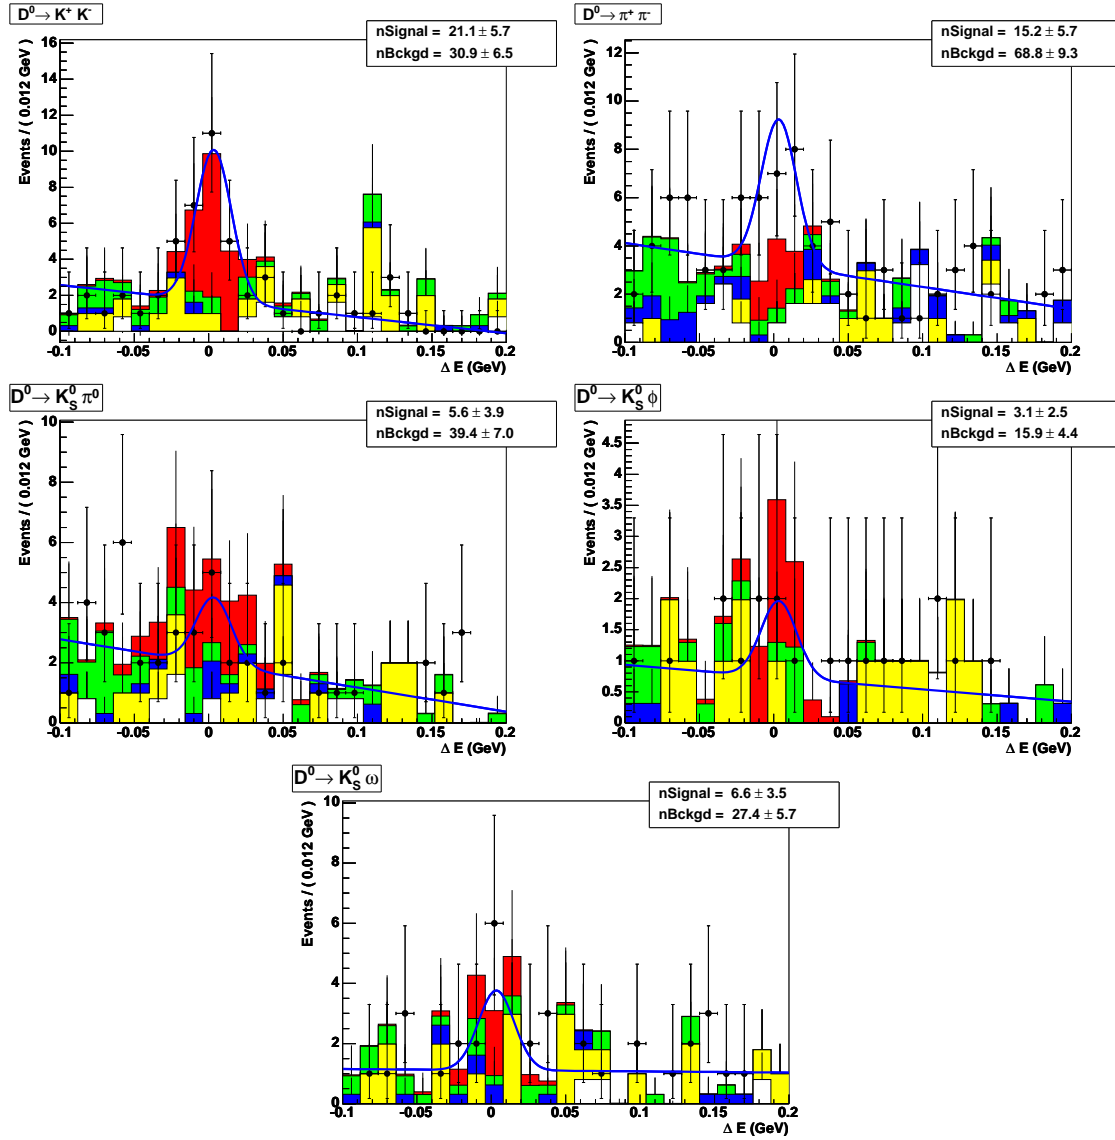 D⁰→ K⁺ K⁻
nSignal = 21.1 ± 5.7
nBckgd = 30.9 ± 6.5
Events / ( 0.012 GeV )
16
14
12
10
8
6
4
2
0
-0.1 -0.05 0 0.05 0.1 0.15 0.2
Δ E (GeV)
D⁰→ π⁺ π⁻
nSignal = 15.2 ± 5.7
nBckgd = 68.8 ± 9.3
Events / ( 0.012 GeV )
12
10
8
6
4
2
0
-0.1 -0.05 0 0.05 0.1 0.15 0.2
Δ E (GeV)
D⁰→ K_S⁰ π⁰
nSignal = 5.6 ± 3.9
nBckgd = 39.4 ± 7.0
Events / ( 0.012 GeV )
10
8
6
4
2
0
-0.1 -0.05 0 0.05 0.1 0.15 0.2
Δ E (GeV)
D⁰→ K_S⁰ ϕ
nSignal = 3.1 ± 2.5
nBckgd = 15.9 ± 4.4
Events / ( 0.012 GeV )
4.5
4
3.5
3
2.5
2
1.5
1
0.5
0
-0.1 -0.05 0 0.05 0.1 0.15 0.2
Δ E (GeV)
D⁰→ K_S⁰ ω
nSignal = 6.6 ± 3.5
nBckgd = 27.4 ± 5.7
Events / ( 0.012 GeV )
10
8
6
4
2
0
-0.1 -0.05 0 0.05 0.1 0.15 0.2
Δ E (GeV)